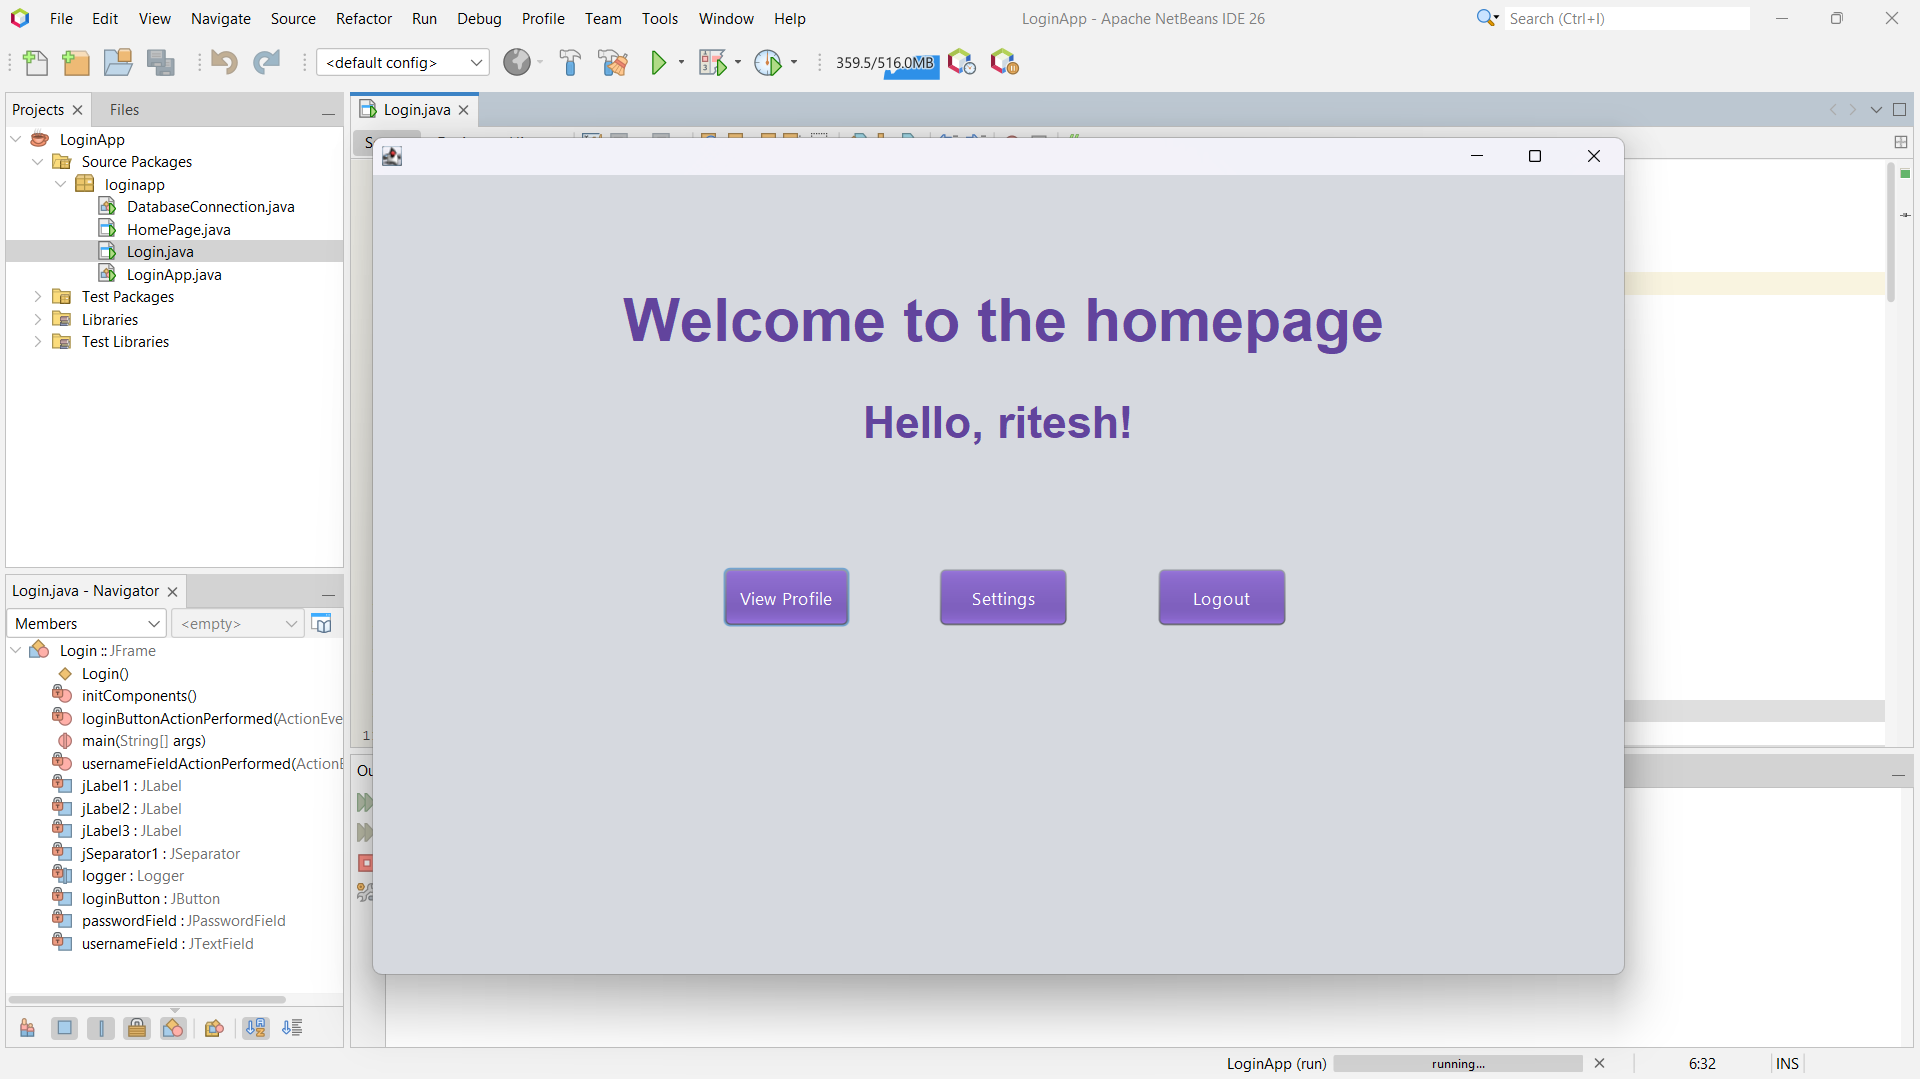 File Edit View Navigate Source Refactor Run Debug Profile Team Tools Window Help
LoginApp - Apache NetBeans IDE 26
Search (Ctrl+I)
<default config>
359.5/516.0MB
Projects
Files
Login.java
LoginApp
Source Packages
loginapp
DatabaseConnection.java
HomePage.java
Login.java
LoginApp.java
Test Packages
Libraries
Test Libraries
Welcome to the homepage
Hello, ritesh!
View Profile
Settings
Logout
Login.java - Navigator
Members
<empty>
Login :: JFrame
Login()
initComponents()
loginButtonActionPerformed(ActionEve
main(String[] args)
usernameFieldActionPerformed(ActionE
jLabel1 : JLabel
jLabel2 : JLabel
jLabel3 : JLabel
jSeparator1 : JSeparator
logger : Logger
loginButton : JButton
passwordField : JPasswordField
usernameField : JTextField
1
Ou
LoginApp (run)
running...
6:32
INS